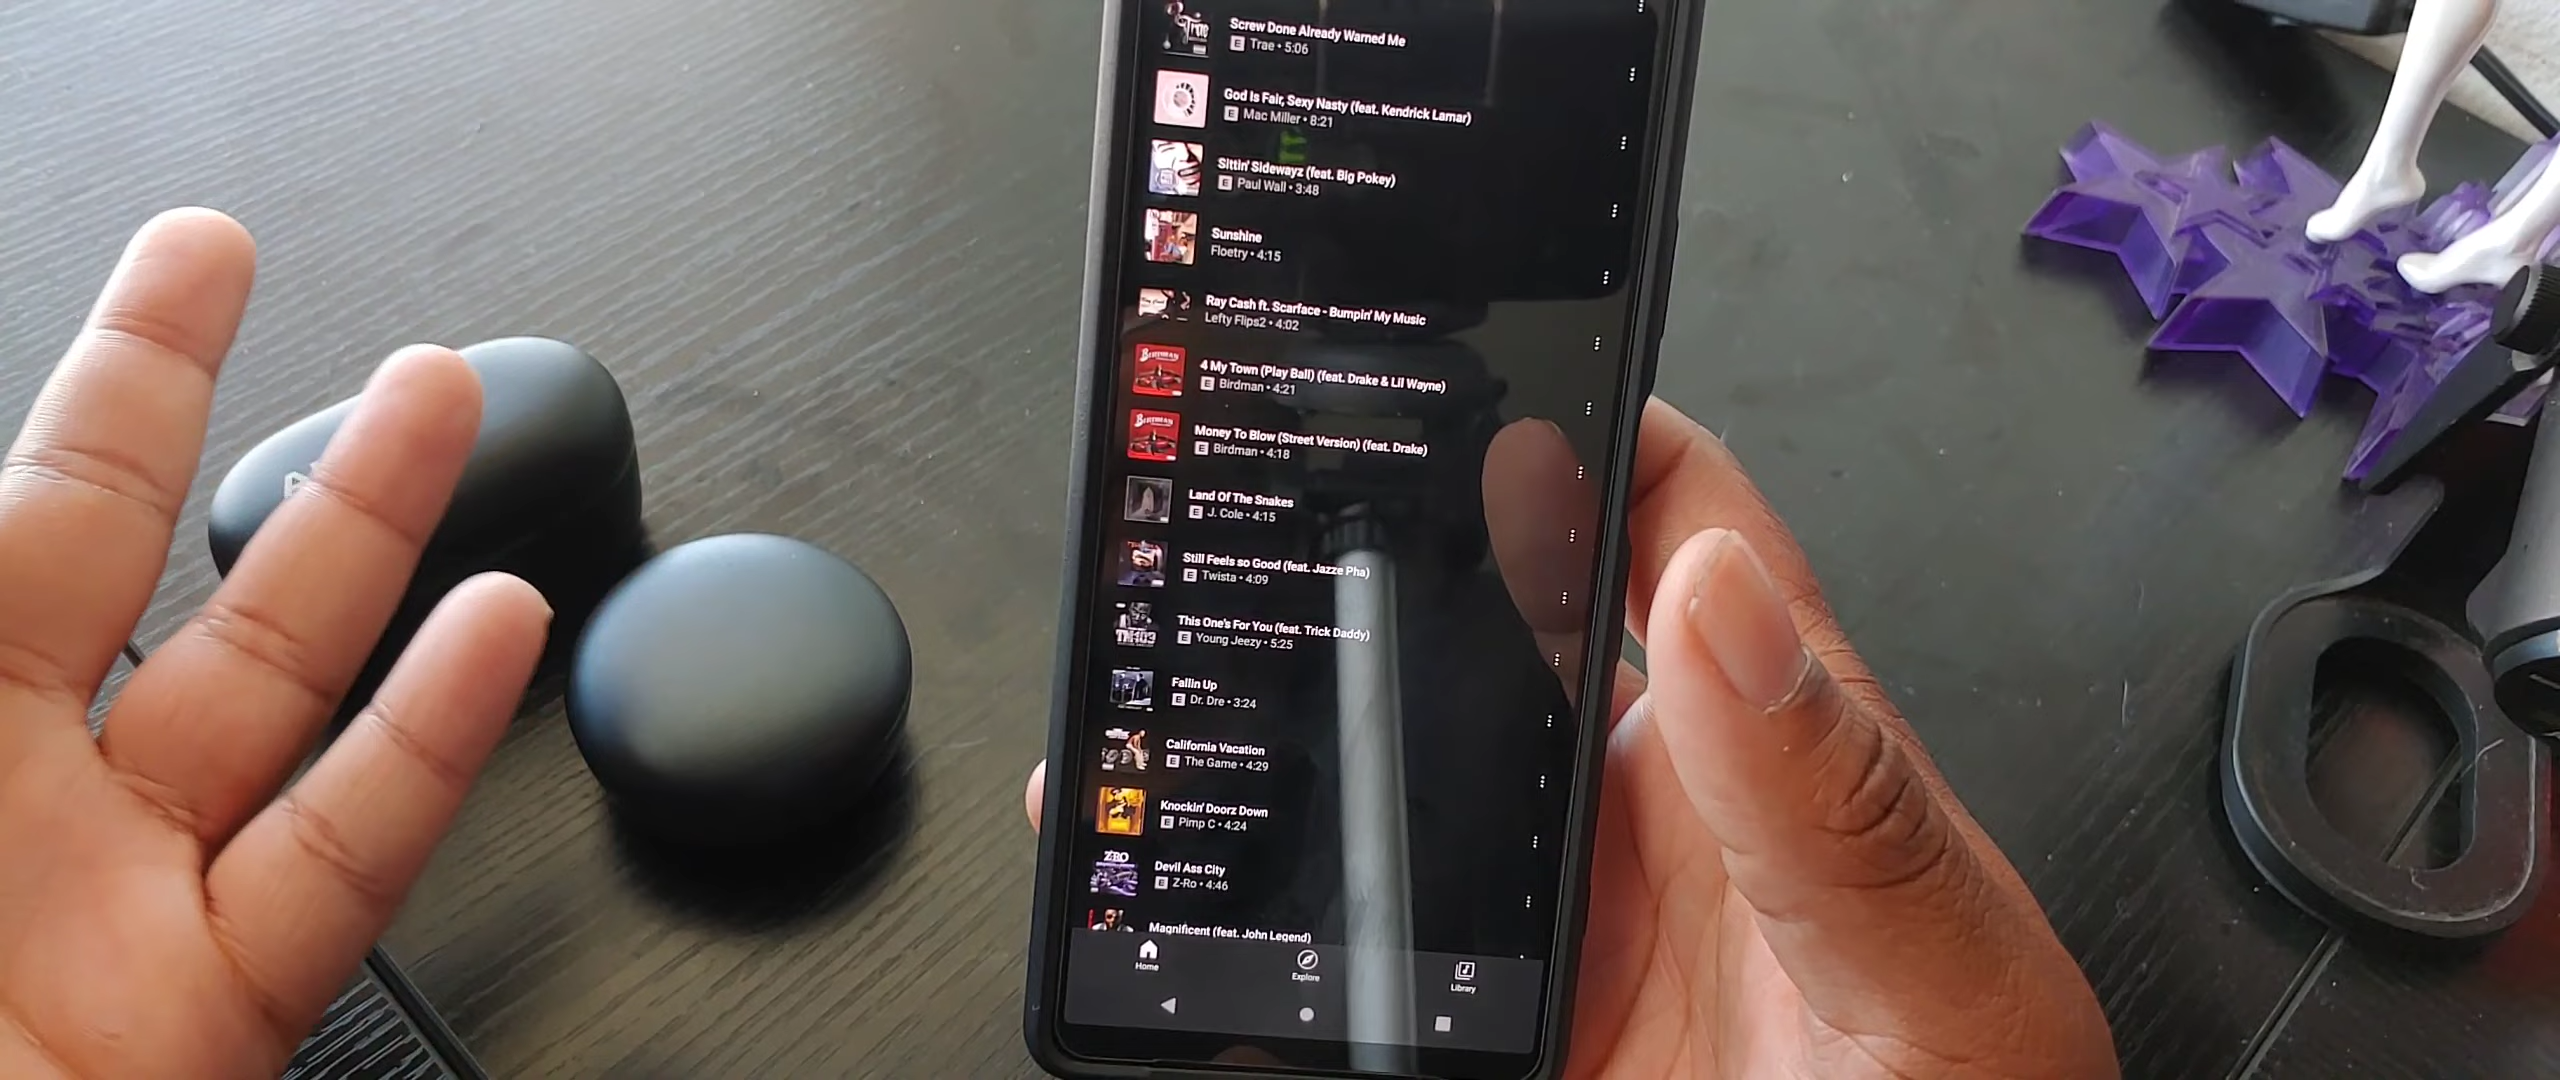 Screw Done Already Warned Me
E Trae • 5:06
God Is Fair, Sexy Nasty (feat. Kendrick Lamar)
E Mac Miller • 8:21
Sittin' Sidewayz (feat. Big Pokey)
E Paul Wall • 3:48
Sunshine
Floetry • 4:15
Ray Cash ft. Scarface - Bumpin' My Music
Lefty Flips2 • 4:02
4 My Town (Play Ball) (feat. Drake & Lil Wayne)
E Birdman • 4:21
Money To Blow (Street Version) (feat. Drake)
E Birdman • 4:18
Land Of The Snakes
E J. Cole • 4:15
Still Feels so Good (feat. Jazze Pha)
E Twista • 4:09
This One's For You (feat. Trick Daddy)
E Young Jeezy • 5:25
Fallin Up
E Dr. Dre • 3:24
California Vacation
E The Game • 4:29
Knockin' Doorz Down
E Pimp C • 4:24
Devil Ass City
E Z-Ro • 4:46
Magnificent (feat. John Legend)
Home Explore Library
Trae
BIRDMAN
BIRDMAN
TM103
Z-RO